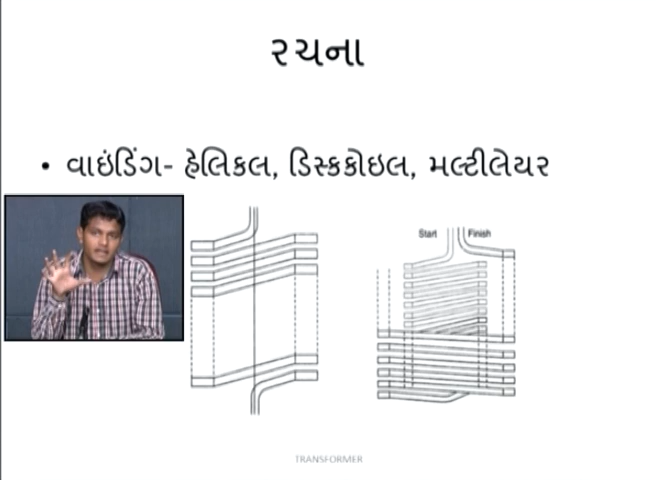 રચના
• વાઇંડિંગ- હેલિકલ, ડિસ્કકોઇલ, મલ્ટીલેયર
Start Finish
TRANSFORMER